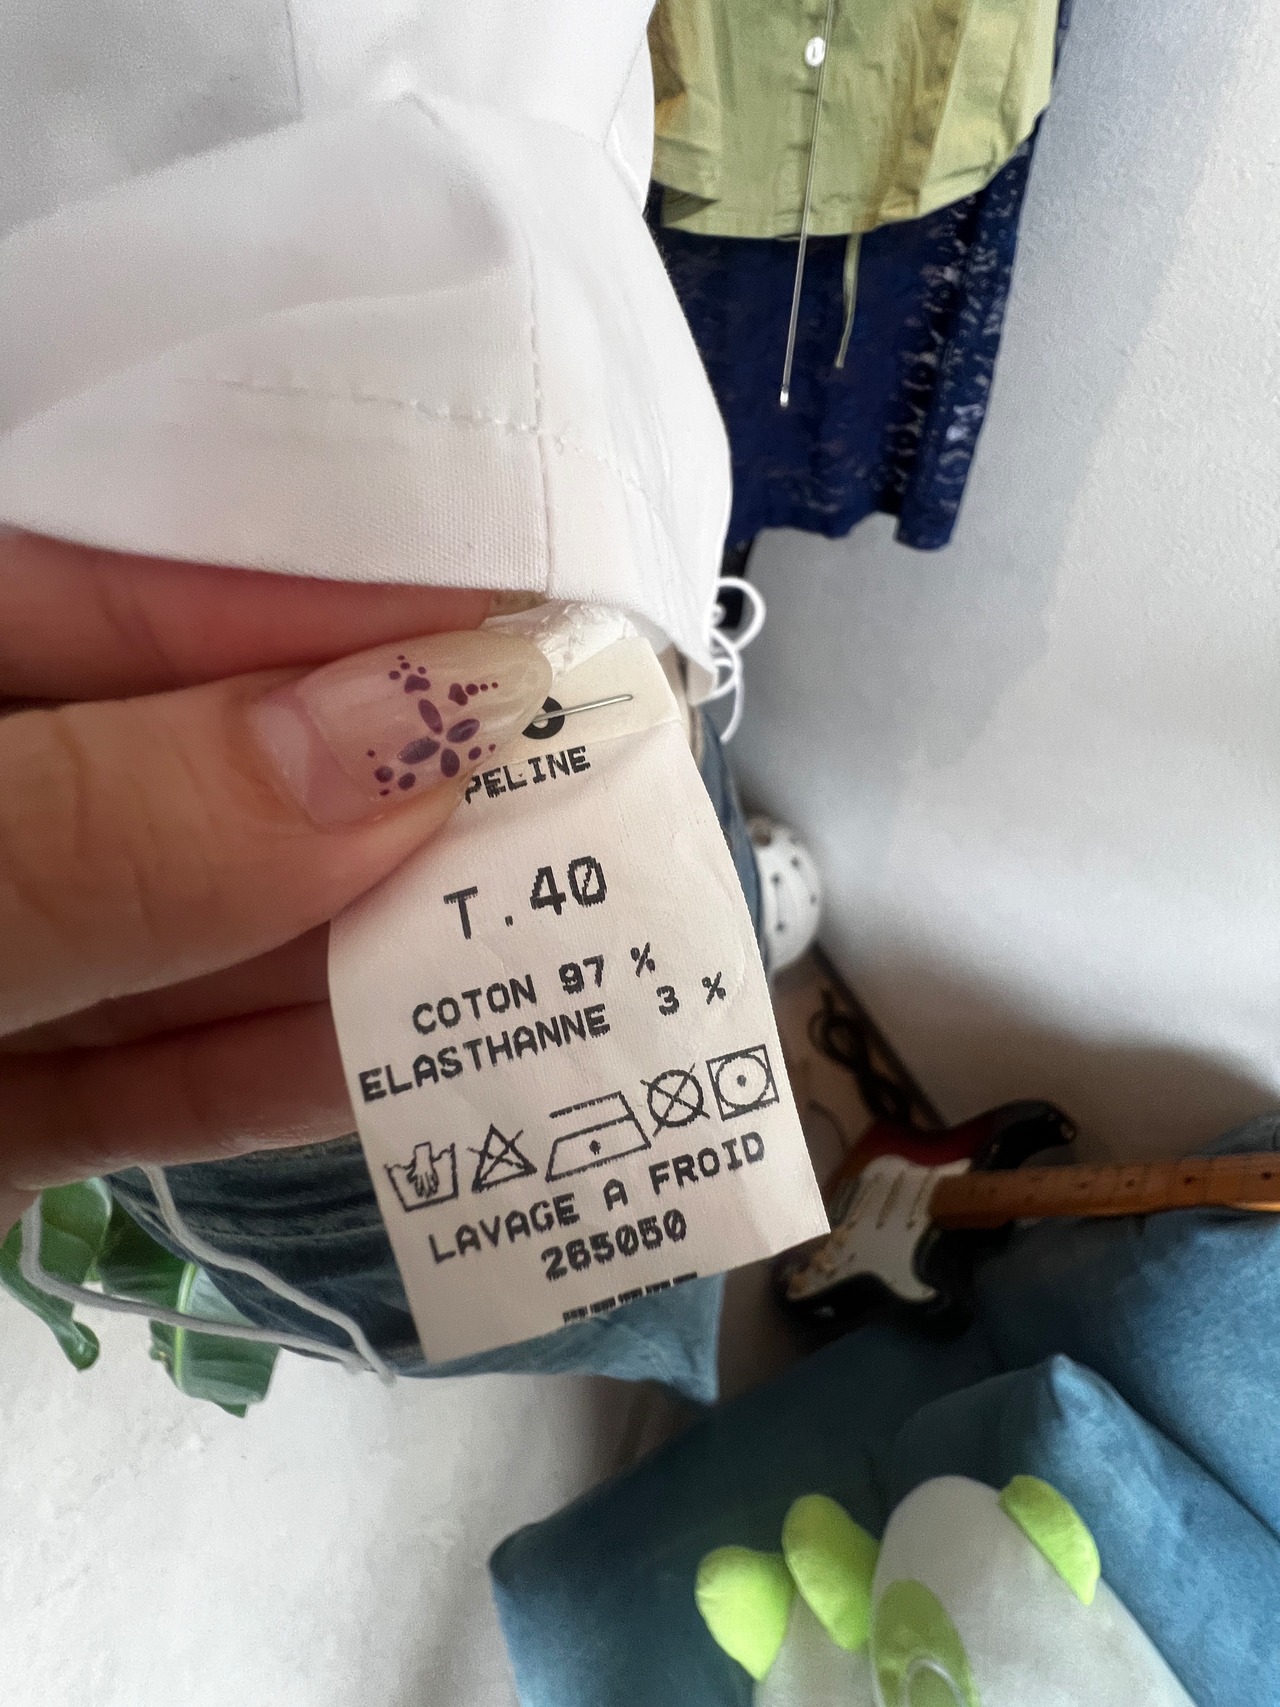 PELINE
T.40
COTON 97 %
ELASTHANNE 3 %
LAVAGE A FROID
265050